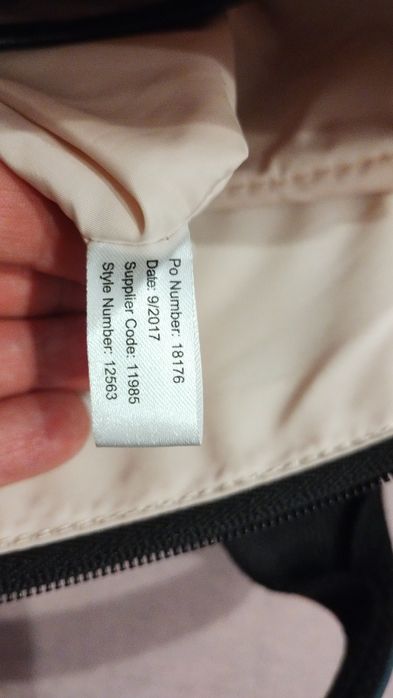 Po Number: 18176
Date: 9/2017
Supplier Code: 11985
Style Number: 12563